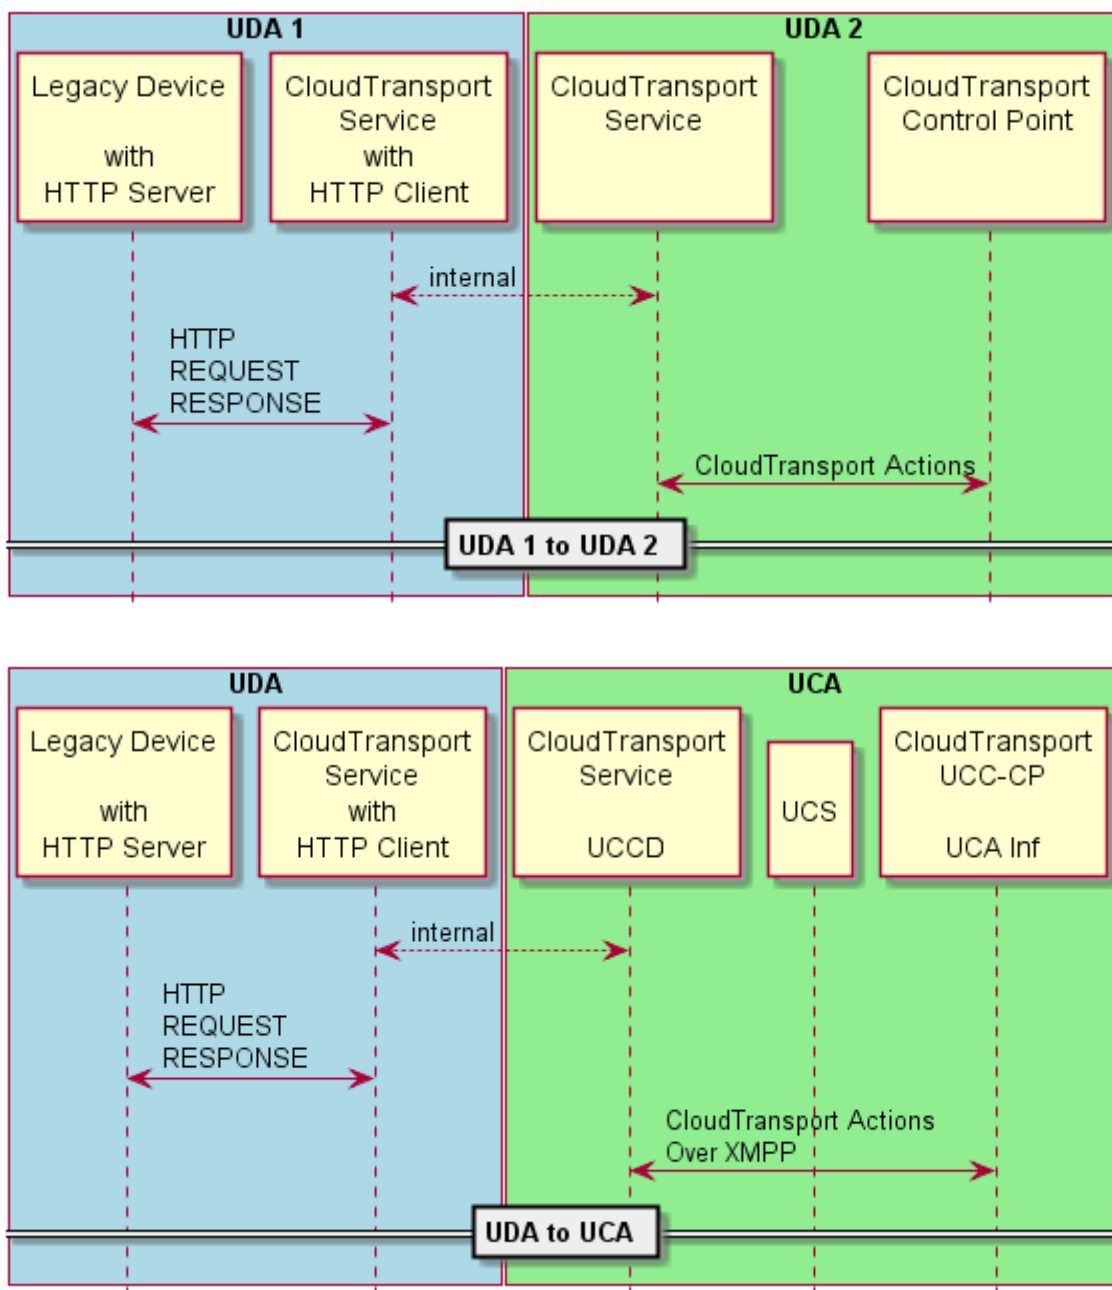 UDA 1
UDA 2
Legacy Device
with
HTTP Server
CloudTransport
Service
with
HTTP Client
CloudTransport
Service
CloudTransport
Control Point
internal
HTTP
REQUEST
RESPONSE
CloudTransport Actions
UDA 1 to UDA 2
UDA
UCA
Legacy Device
with
HTTP Server
CloudTransport
Service
with
HTTP Client
CloudTransport
Service
UCCD
UCS
CloudTransport
UCC-CP
UCA Inf
internal
HTTP
REQUEST
RESPONSE
CloudTransport Actions
Over XMPP
UDA to UCA